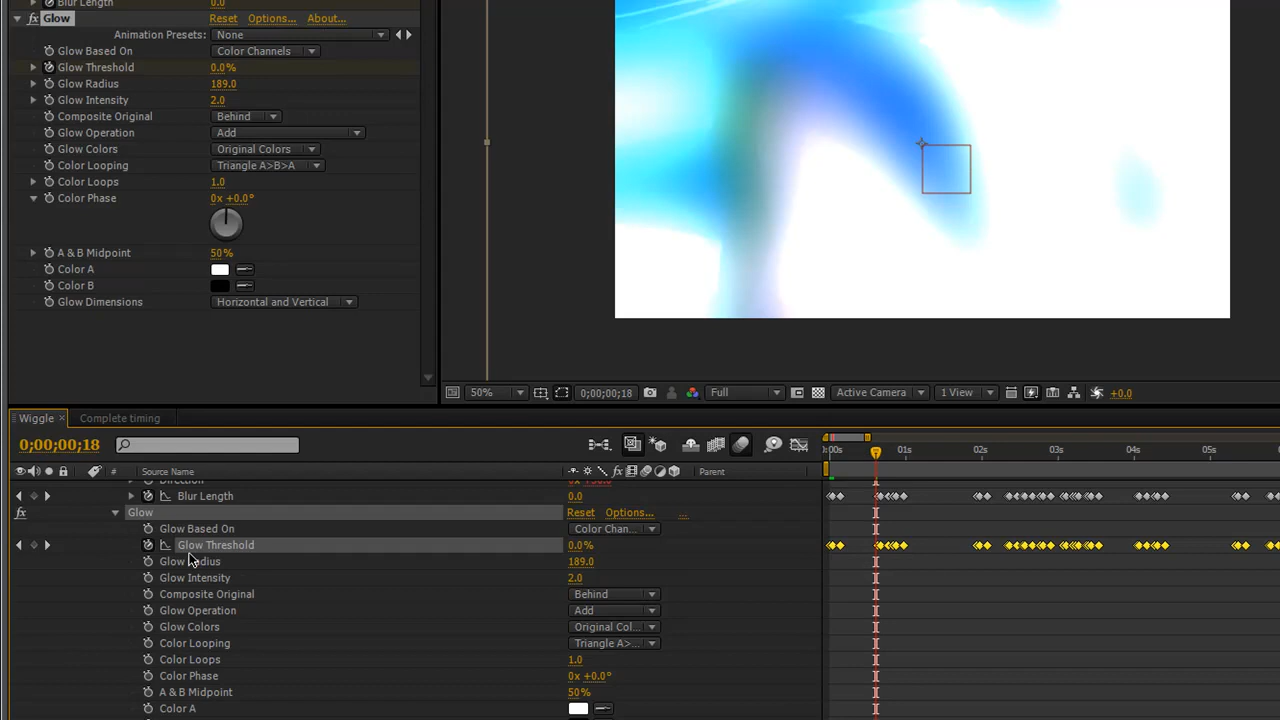 Blur Length 0.0
fx Glow Reset Options... About...
Animation Presets: None
Glow Based On Color Channels
Glow Threshold 0.0%
Glow Radius 189.0
Glow Intensity 2.0
Composite Original Behind
Glow Operation Add
Glow Colors Original Colors
Color Looping Triangle A>B>A
Color Loops 1.0
Color Phase 0x +0.0°
A & B Midpoint 50%
Color A
Color B
Glow Dimensions Horizontal and Vertical
50% 0;00;00;18 Full Active Camera 1 View +0.0
Wiggle × Complete timing
0;00;00;18
# Source Name fx Parent
:00s 01s 02s 03s 04s 05s
Direction
Blur Length 0.0
fx Glow Reset Options... ...
Glow Based On Color Chan...
Glow Threshold 0.0%
Glow Radius 189.0
Glow Intensity 2.0
Composite Original Behind
Glow Operation Add
Glow Colors Original Col...
Color Looping Triangle A>...
Color Loops 1.0
Color Phase 0x +0.0°
A & B Midpoint 50%
Color A